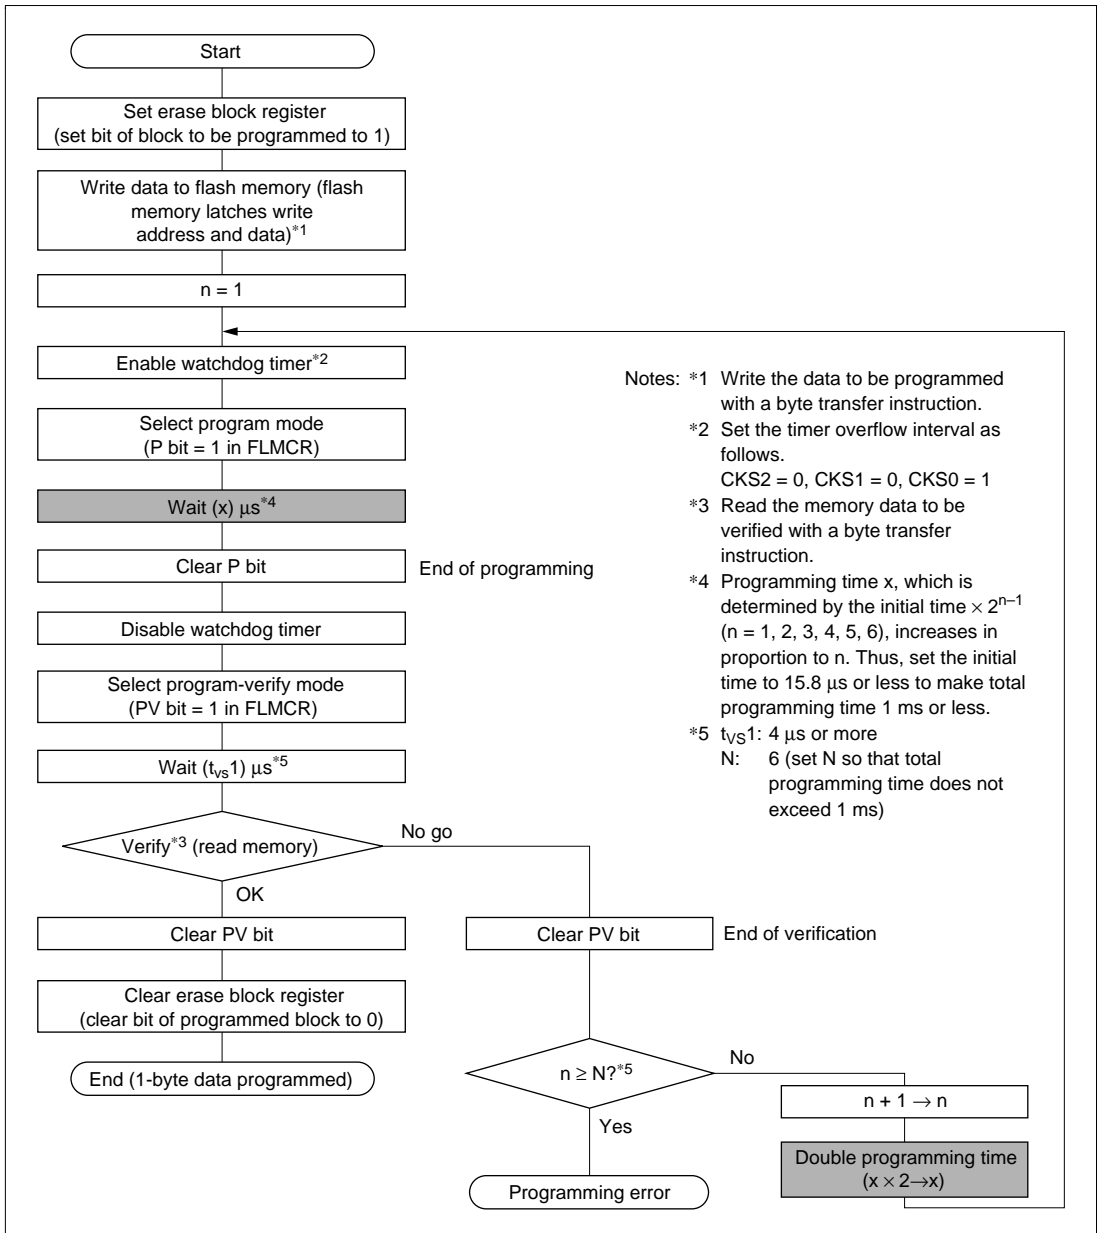 Start
Set erase block register
(set bit of block to be programmed to 1)
Write data to flash memory (flash
memory latches write
address and data)*1
n = 1
Enable watchdog timer*2
Select program mode
(P bit = 1 in FLMCR)
Wait (x) μs*4
Clear P bit
End of programming
Disable watchdog timer
Select program-verify mode
(PV bit = 1 in FLMCR)
Wait (tvs1) μs*5
Verify*3 (read memory)
No go
OK
Clear PV bit
Clear erase block register
(clear bit of programmed block to 0)
End (1-byte data programmed)
Clear PV bit
End of verification
n ≥ N?*5
No
Yes
Programming error
n + 1 → n
Double programming time
(x × 2→x)
Notes: *1 Write the data to be programmed
with a byte transfer instruction.
*2 Set the timer overflow interval as
follows.
CKS2 = 0, CKS1 = 0, CKS0 = 1
*3 Read the memory data to be
verified with a byte transfer
instruction.
*4 Programming time x, which is
determined by the initial time × 2n–1
(n = 1, 2, 3, 4, 5, 6), increases in
proportion to n. Thus, set the initial
time to 15.8 μs or less to make total
programming time 1 ms or less.
*5 tVS1: 4 μs or more
N: 6 (set N so that total
programming time does not
exceed 1 ms)